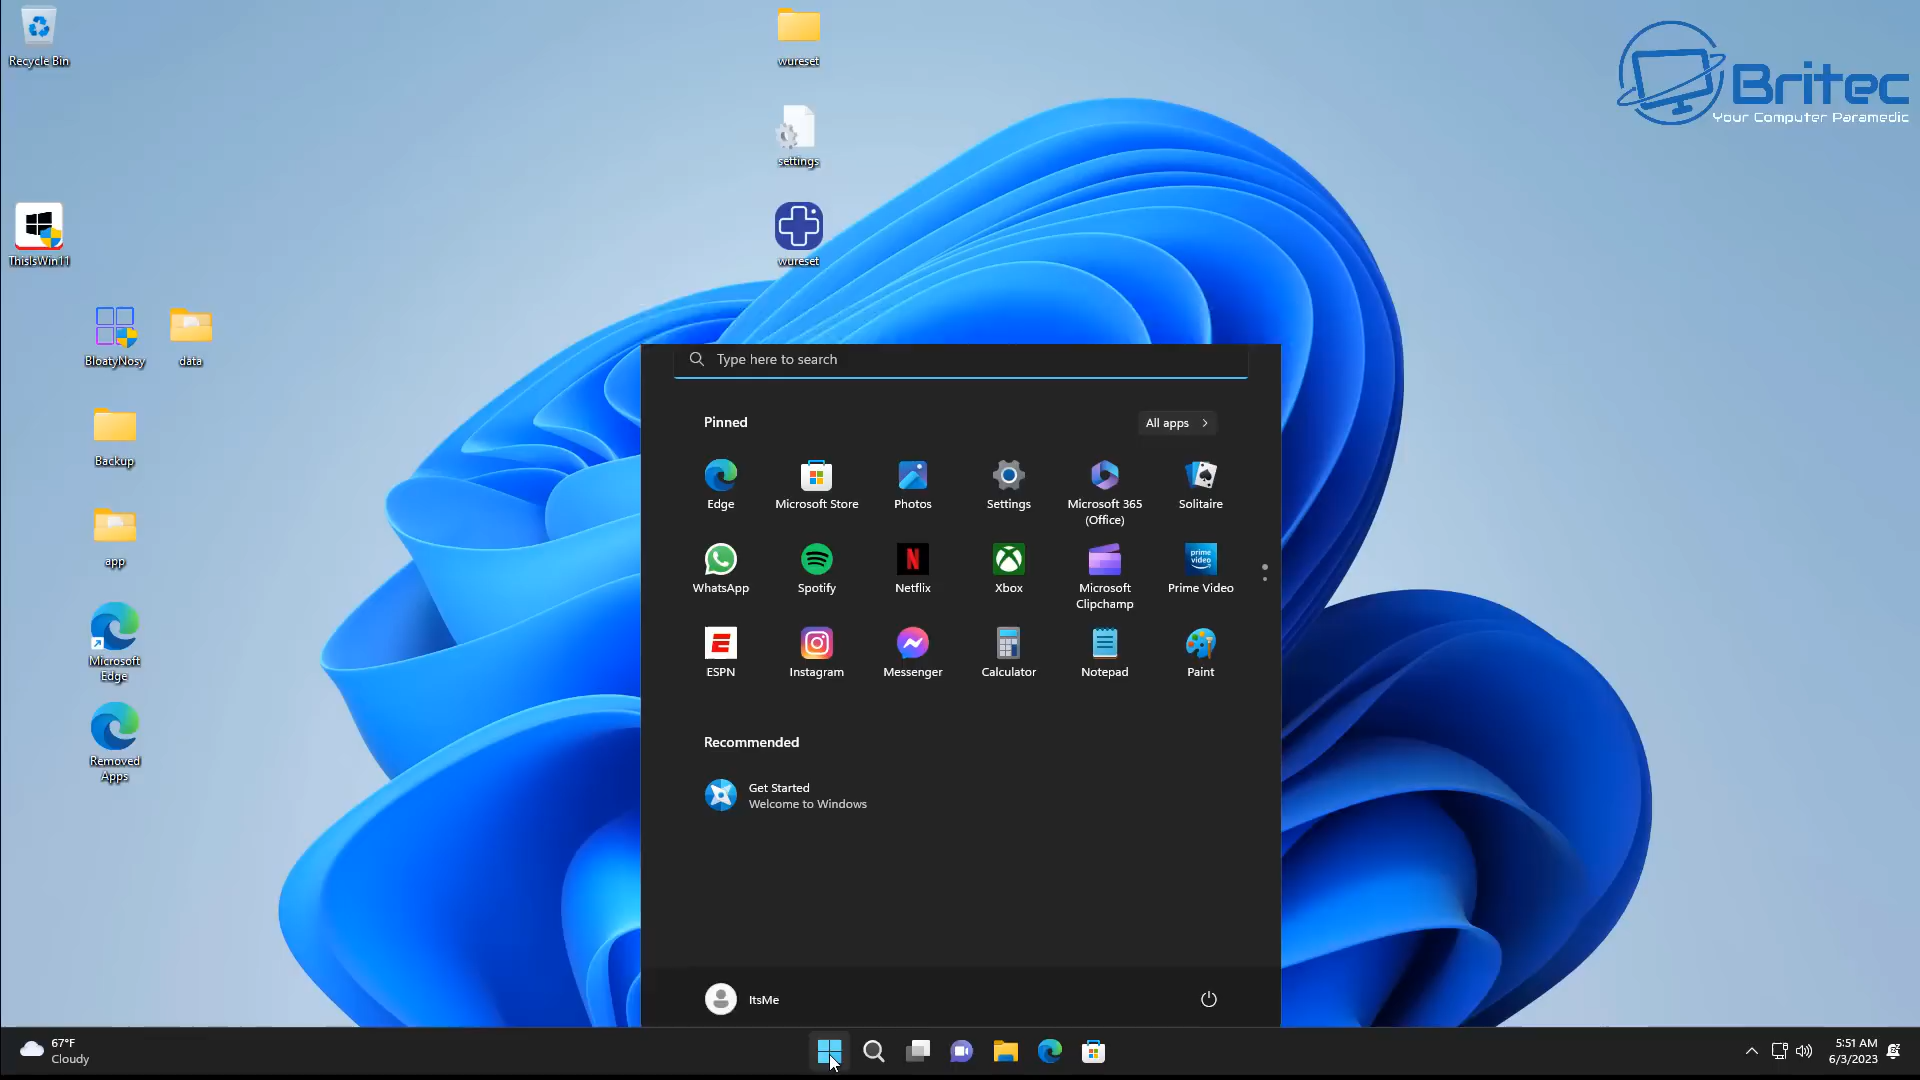 Recycle Bin
wureset
Britec
Your Computer Paramedic
settings
ThisIsWin11
wureset
BloatyNosy
data
Backup
app
Microsoft
Edge
Removed
Apps
Type here to search
Pinned
All apps
Edge
Microsoft Store
Photos
Settings
Microsoft 365
(Office)
Solitaire
WhatsApp
Spotify
Netflix
Xbox
Microsoft
Clipchamp
prime
video
Prime Video
ESPN
Instagram
Messenger
Calculator
Notepad
Paint
Recommended
Get Started
Welcome to Windows
ItsMe
67°F
Cloudy
5:51 AM
6/3/2023